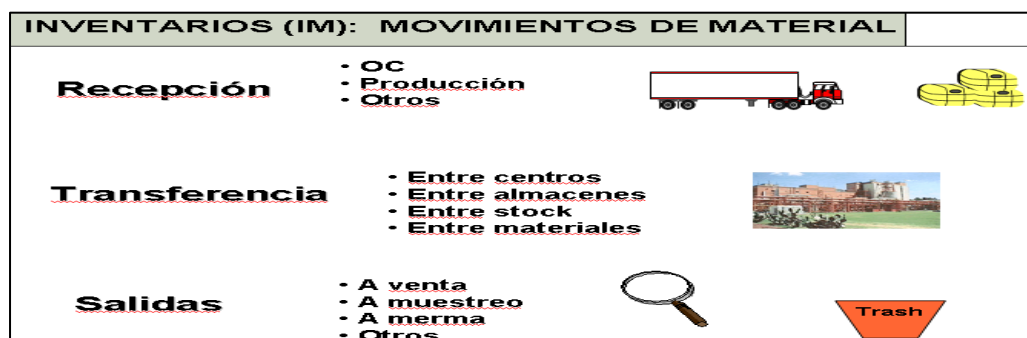 INVENTARIOS (IM): MOVIMIENTOS DE MATERIAL
Recepción
• OC
• Producción
• Otros
Transferencia
• Entre centros
• Entre almacenes
• Entre stock
• Entre materiales
Salidas
• A venta
• A muestreo
• A merma
• Otros
Trash